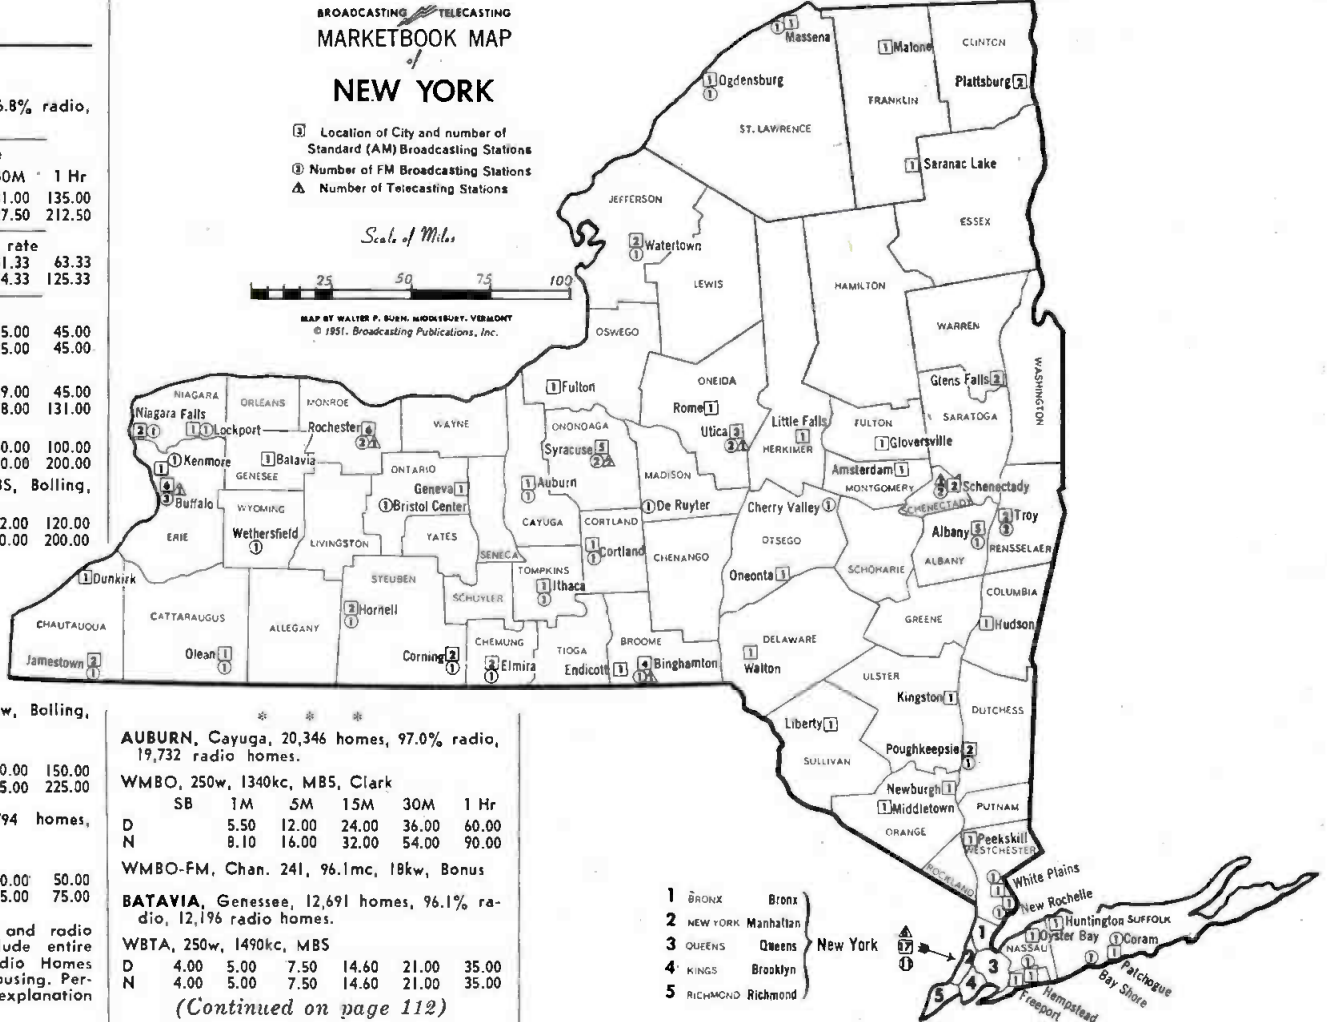 BROADCASTING TELECASTING
MARKETBOOK MAP
of
NEW YORK
3 Location of City and number of
Standard (AM) Broadcasting Stations
3 Number of FM Broadcasting Stations
Number of Telecasting Stations
Scale of Miles
25 50 75 100
MAP BY WALTER P. BURN, MIDDLEBURY, VERMONT
© 1951. Broadcasting Publications, Inc.
6.8% radio,
1 Hr
1.00 135.00
7.50 212.50
rate
1.33 63.33
4.33 125.33
5.00 45.00
5.00 45.00
9.00 45.00
8.00 131.00
0.00 100.00
0.00 200.00
BS, Bolling,
2.00 120.00
0.00 200.00
w, Bolling,
0.00 150.00
5.00 225.00
794 homes,
0.00 50.00
5.00 75.00
and radio
lude entire
dio Homes
ousing. Per-
explanation
Massena
Malone
CLINTON
Ogdensburg
Plattsburg 2
FRANKLIN
ST. LAWRENCE
Saranac Lake
JEFFERSON
ESSEX
Watertown
LEWIS
HAMILTON
OSWEGO
WARREN
WASHINGTON
Glens Falls
Fulton
ONEIDA
NIAGARA
ORLEANS
MONROE
Niagara Falls
Lockport
Rochester
WAYNE
ONONDAGA
Rome
Utica
Little Falls
HERKIMER
FULTON
SARATOGA
Gloversville
Syracuse
Kenmore
Batavia
GENESEE
ONTARIO
Geneva
Auburn
MADISON
Amsterdam
MONTGOMERY
Schenectady
SCHENECTADY
Buffalo
WYOMING
Bristol Center
De Ruyter
Cherry Valley
Albany
Troy
RENSSELAER
ERIE
Wethersfield
LIVINGSTON
YATES
CAYUGA
CORTLAND
Cortland
CHENANGO
OTSEGO
SCHOHARIE
ALBANY
SENECA
TOMPKINS
Ithaca
Oneonta
Dunkirk
STEUBEN
SCHUYLER
COLUMBIA
Hornell
CHAUTAUQUA
CATTARAUGUS
ALLEGANY
GREENE
Hudson
Jamestown
Olean
Corning
CHEMUNG
Elmira
TIOGA
BROOME
Endicott
Binghamton
DELAWARE
Walton
ULSTER
Kingston
DUTCHESS
Liberty
SULLIVAN
Poughkeepsie
Newburgh
Middletown
PUTNAM
ORANGE
Peekskill
WESTCHESTER
ROCKLAND
White Plains
New Rochelle
Huntington SUFFOLK
Oyster Bay
Coram
NASSAU
Patchogue
Bay Shore
Hempstead
Freeport
1 BRONX Bronx
2 NEW YORK Manhattan
3 QUEENS Queens
4 KINGS Brooklyn
5 RICHMOND Richmond
New York
17
1
2
3
4
5
* * *
AUBURN, Cayuga, 20,346 homes, 97.0% radio,
19,732 radio homes.
WMBO, 250w, 1340kc, MBS, Clark
SB 1M 5M 15M 30M 1 Hr
D 5.50 12.00 24.00 36.00 60.00
N 8.10 16.00 32.00 54.00 90.00
WMBO-FM, Chan. 241, 96.1mc, 18kw, Bonus
BATAVIA, Genessee, 12,691 homes, 96.1% ra-
dio, 12,196 radio homes.
WBTA, 250w, 1490kc, MBS
D 4.00 5.00 7.50 14.60 21.00 35.00
N 4.00 5.00 7.50 14.60 21.00 35.00
(Continued on page 112)